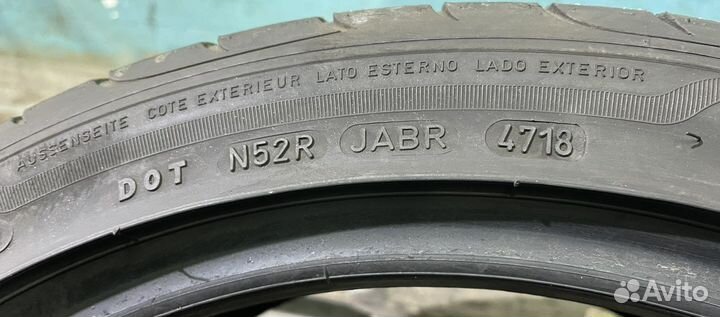 AUSSENSEITE COTE EXTERIEUR LATO ESTERNO LADO EXTERIOR
DOT N52R JABR 4718
Avito